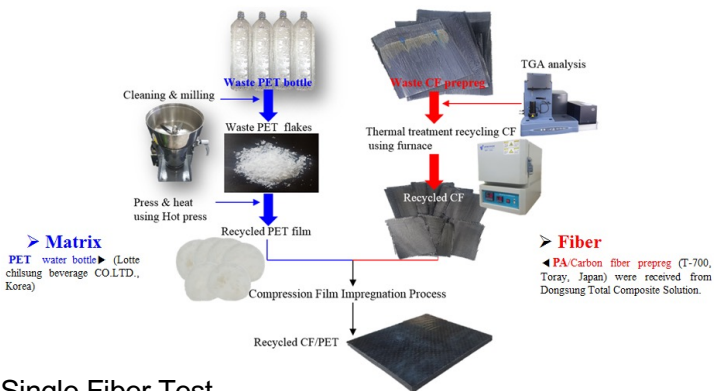 Waste PET bottle
Waste CF prepreg
TGA analysis
Cleaning & milling
Waste PET flakes
Thermal treatment recycling CF
using furnace
Press & heat
using Hot press
Recycled CF
Recycled PET film
➢ Matrix
PET water bottle▶ (Lotte
chilsung beverage CO.LTD.,
Korea)
➢ Fiber
◀PA/Carbon fiber prepreg (T-700,
Toray, Japan) were received from
Dongsung Total Composite Solution.
Compression Film Impregnation Process
Recycled CF/PET
Single Fiber Test